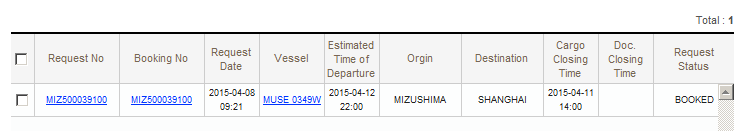 Total : 1
Request No Booking No Request Date Vessel Estimated Time of Departure Orgin Destination Cargo Closing Time Doc. Closing Time Request Status
MIZ500039100 MIZ500039100 2015-04-08 09:21 MUSE 0349W 2015-04-12 22:00 MIZUSHIMA SHANGHAI 2015-04-11 14:00 BOOKED